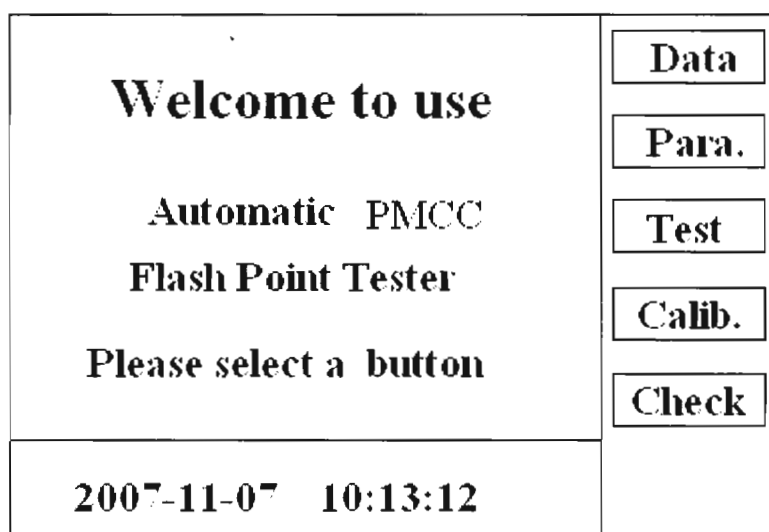 Welcome to use
Automatic PMCC
Flash Point Tester
Please select a button
2007-11-07 10:13:12
Data
Para.
Test
Calib.
Check